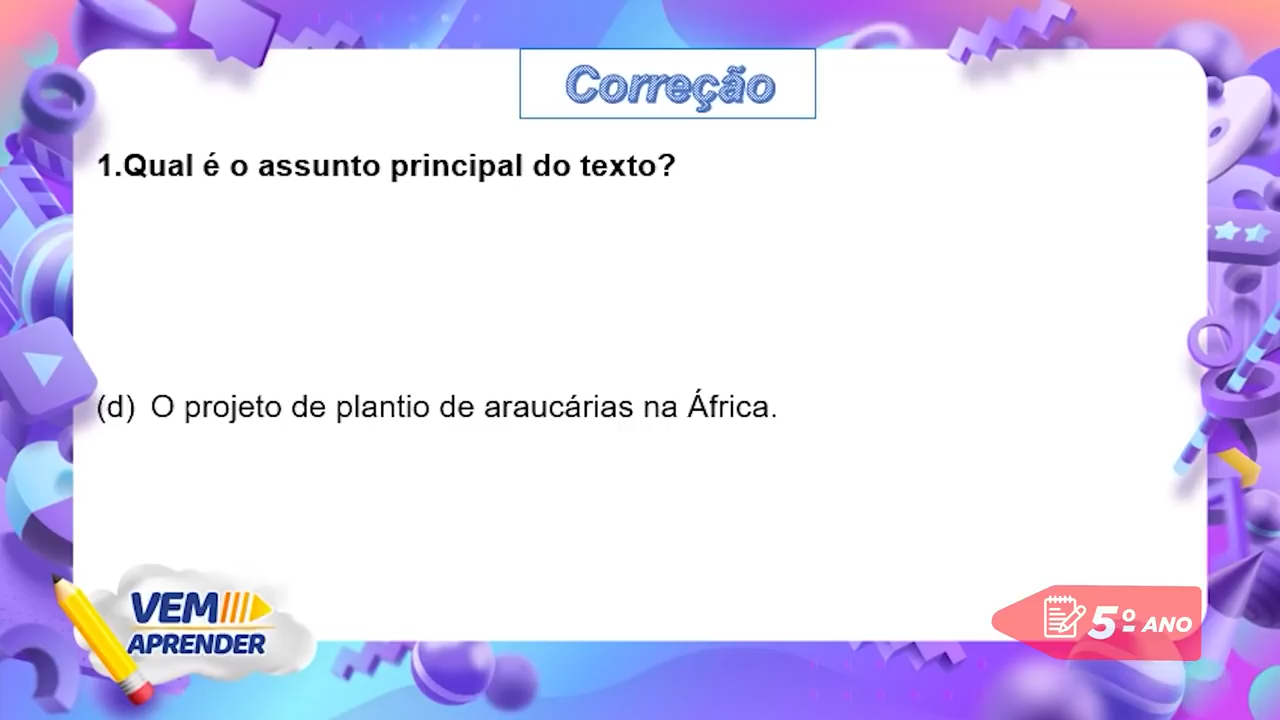 Correção
1.Qual é o assunto principal do texto?
(d) O projeto de plantio de araucárias na África.
VEM
APRENDER
5º ANO